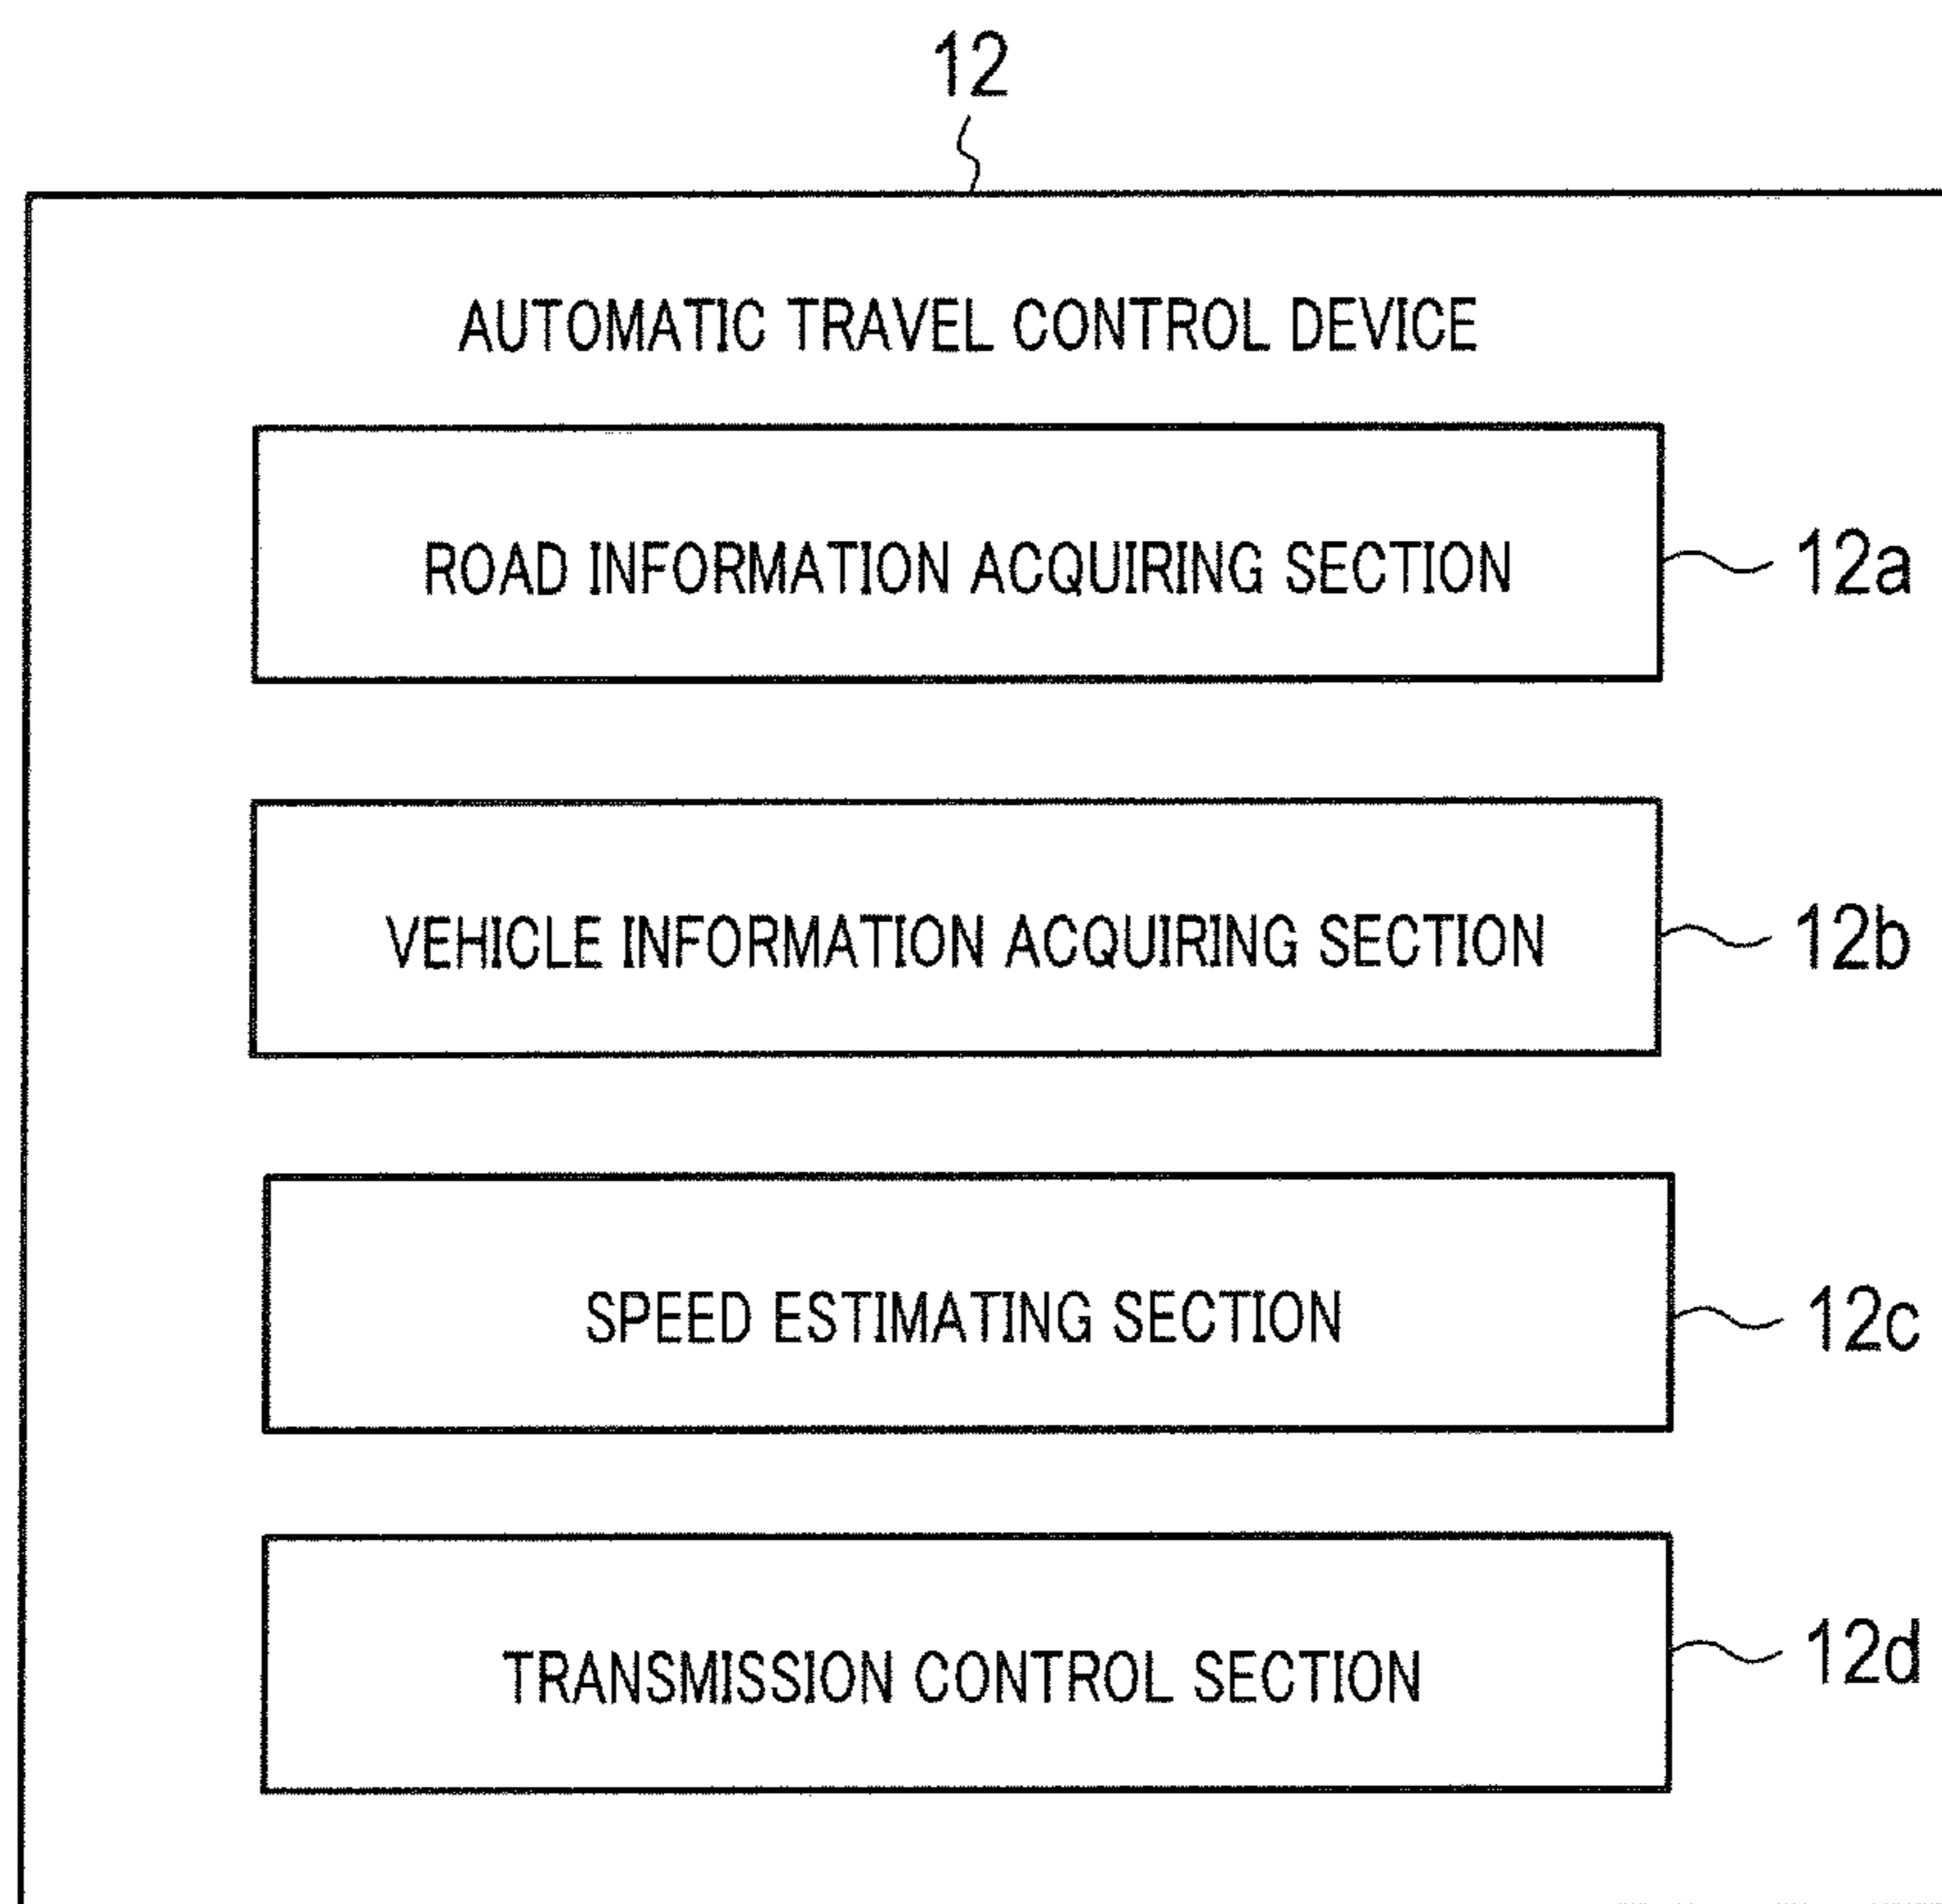 12
AUTOMATIC TRAVEL CONTROL DEVICE
ROAD INFORMATION ACQUIRING SECTION
12a
VEHICLE INFORMATION ACQUIRING SECTION
12b
SPEED ESTIMATING SECTION
12c
TRANSMISSION CONTROL SECTION
12d